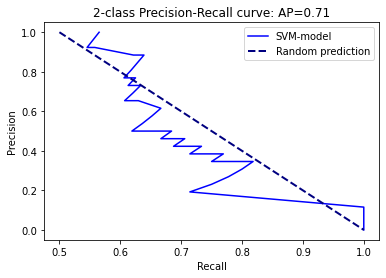 2-class Precision-Recall curve: AP=0.71
SVM-model
Random prediction
Precision
1.0
0.8
0.6
0.4
0.2
0.0
0.5 0.6 0.7 0.8 0.9 1.0
Recall